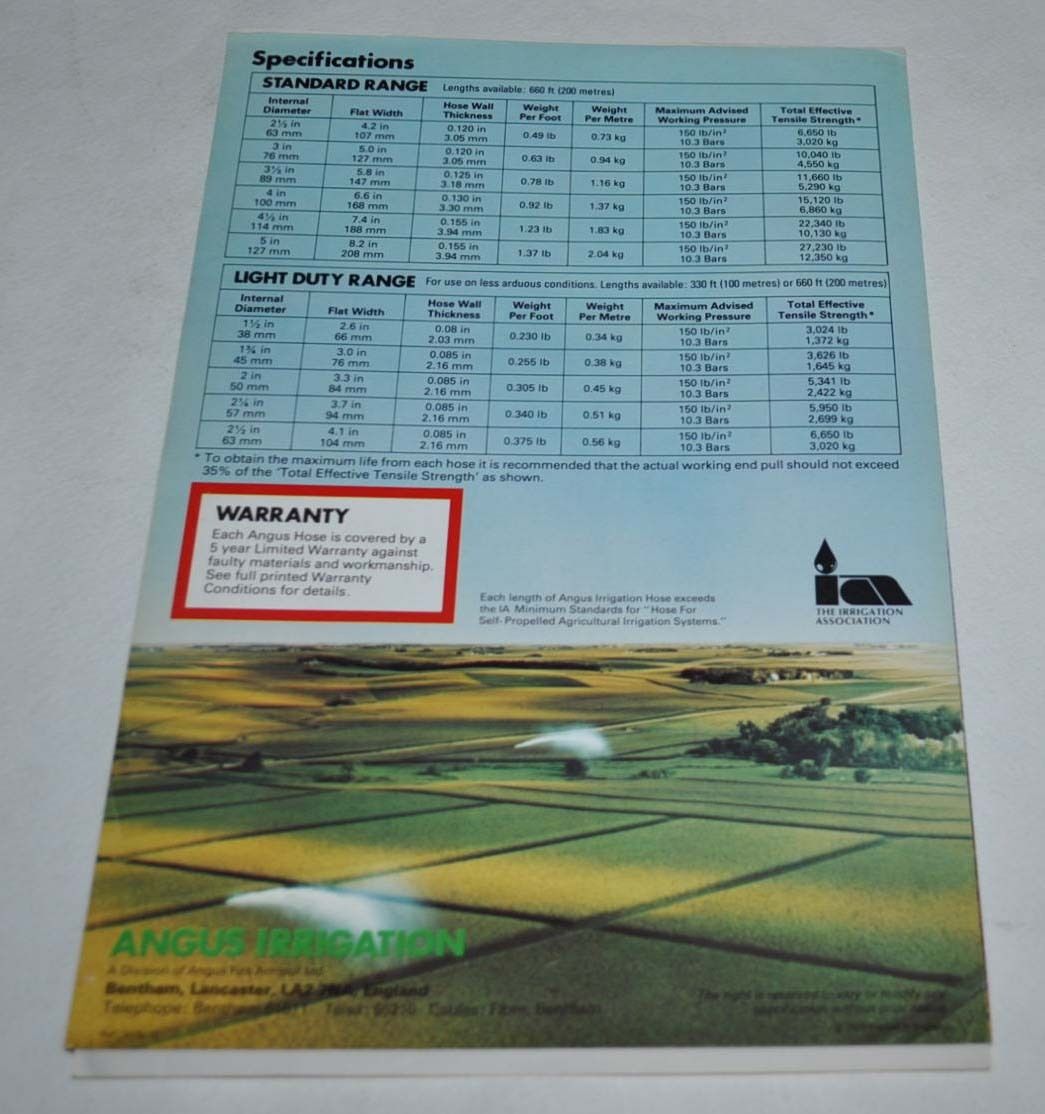 Specifications
STANDARD RANGE Lengths available: 660 ft (200 metres)
Internal Diameter Flat Width Hose Wall Thickness Weight Per Foot Weight Per Metre Maximum Advised Working Pressure Total Effective Tensile Strength*
2½ in 4.2 in 0.120 in 0.49 lb 0.73 kg 150 lb/in² 6,650 lb
63 mm 107 mm 3.05 mm 10.3 Bars 3,020 kg
3 in 5.0 in 0.120 in 0.63 lb 0.94 kg 150 lb/in² 10,040 lb
76 mm 127 mm 3.05 mm 10.3 Bars 4,550 kg
3½ in 5.8 in 0.125 in 0.78 lb 1.16 kg 150 lb/in² 11,660 lb
89 mm 147 mm 3.18 mm 10.3 Bars 5,290 kg
4 in 6.6 in 0.130 in 0.92 lb 1.37 kg 150 lb/in² 15,120 lb
100 mm 168 mm 3.30 mm 10.3 Bars 6,860 kg
4½ in 7.4 in 0.155 in 1.23 lb 1.83 kg 150 lb/in² 22,340 lb
114 mm 188 mm 3.94 mm 10.3 Bars 10,130 kg
5 in 8.2 in 0.155 in 1.37 lb 2.04 kg 150 lb/in² 27,230 lb
127 mm 208 mm 3.94 mm 10.3 Bars 12,350 kg
LIGHT DUTY RANGE For use on less arduous conditions. Lengths available: 330 ft (100 metres) or 660 ft (200 metres)
Internal Diameter Flat Width Hose Wall Thickness Weight Per Foot Weight Per Metre Maximum Advised Working Pressure Total Effective Tensile Strength*
1½ in 2.6 in 0.08 in 0.230 lb 0.34 kg 150 lb/in² 3,024 lb
38 mm 66 mm 2.03 mm 10.3 Bars 1,372 kg
1¾ in 3.0 in 0.085 in 0.255 lb 0.38 kg 150 lb/in² 3,626 lb
45 mm 76 mm 2.16 mm 10.3 Bars 1,645 kg
2 in 3.3 in 0.085 in 0.305 lb 0.45 kg 150 lb/in² 5,341 lb
50 mm 84 mm 2.16 mm 10.3 Bars 2,422 kg
2¼ in 3.7 in 0.085 in 0.340 lb 0.51 kg 150 lb/in² 5,950 lb
57 mm 94 mm 2.16 mm 10.3 Bars 2,699 kg
2½ in 4.1 in 0.085 in 0.375 lb 0.56 kg 150 lb/in² 6,650 lb
63 mm 104 mm 2.16 mm 10.3 Bars 3,020 kg
* To obtain the maximum life from each hose it is recommended that the actual working end pull should not exceed
35% of the 'Total Effective Tensile Strength' as shown.
WARRANTY
Each Angus Hose is covered by a
5 year Limited Warranty against
faulty materials and workmanship.
See full printed Warranty
Conditions for details.
Each length of Angus Irrigation Hose exceeds
the IA Minimum Standards for "Hose For
Self-Propelled Agricultural Irrigation Systems."
ia
THE IRRIGATION
ASSOCIATION
ANGUS IRRIGATION
A Division of Angus Fire Armour Ltd
Bentham, Lancaster, LA2 England
Telephone: Bentham Telex: Cables: Fibre, Bentham
The right is reserved to vary or modify any
specification without prior notice